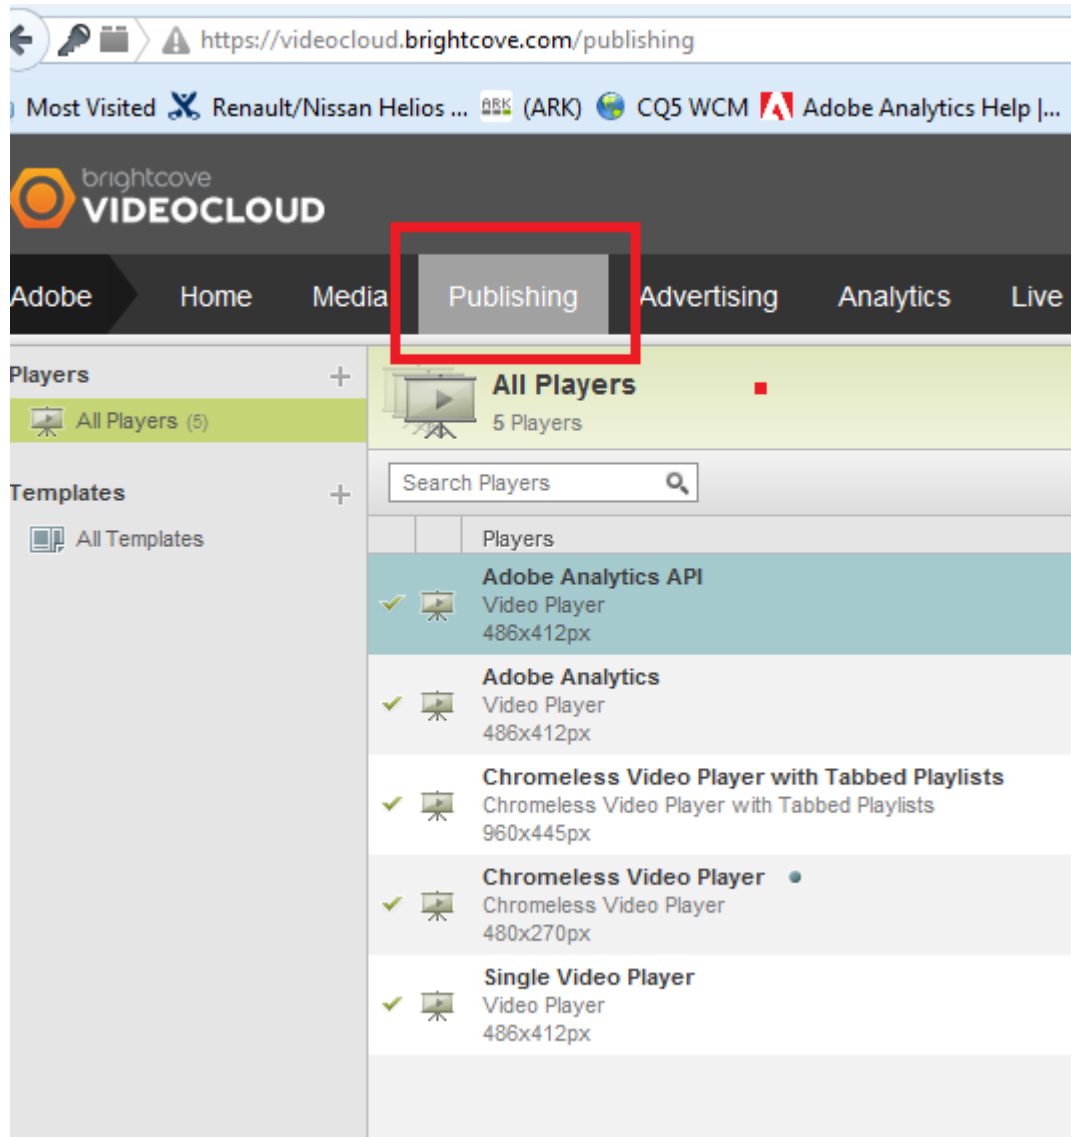 https://videocloud.brightcove.com/publishing
Most Visited Renault/Nissan Helios ... ARK (ARK) CQ5 WCM Adobe Analytics Help |...
brightcove
VIDEOCLOUD
Adobe Home Media Publishing Advertising Analytics Live
Players +
All Players (5)
Templates +
All Templates
All Players
5 Players
Search Players
Players
Adobe Analytics API
Video Player
486x412px
Adobe Analytics
Video Player
486x412px
Chromeless Video Player with Tabbed Playlists
Chromeless Video Player with Tabbed Playlists
960x445px
Chromeless Video Player
Chromeless Video Player
480x270px
Single Video Player
Video Player
486x412px